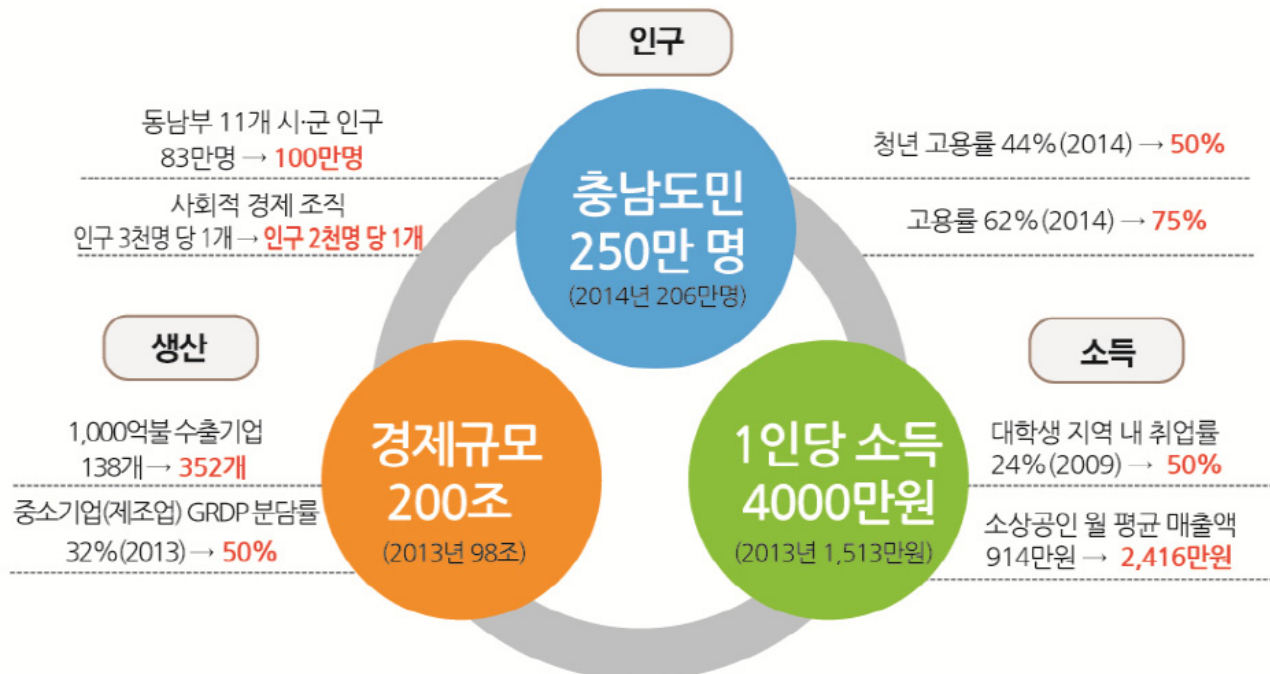 인구
동남부 11개 시·군 인구
83만명 → 100만명
사회적 경제 조직
인구 3천명 당 1개 → 인구 2천명 당 1개
충남도민
250만 명
(2014년 206만명)
청년 고용률 44%(2014) → 50%
고용률 62%(2014) → 75%
생산
1,000억불 수출기업
138개 → 352개
중소기업(제조업) GRDP 분담률
32%(2013) → 50%
경제규모
200조
(2013년 98조)
1인당 소득
4000만원
(2013년 1,513만원)
소득
대학생 지역 내 취업률
24%(2009) → 50%
소상공인 월 평균 매출액
914만원 → 2,416만원